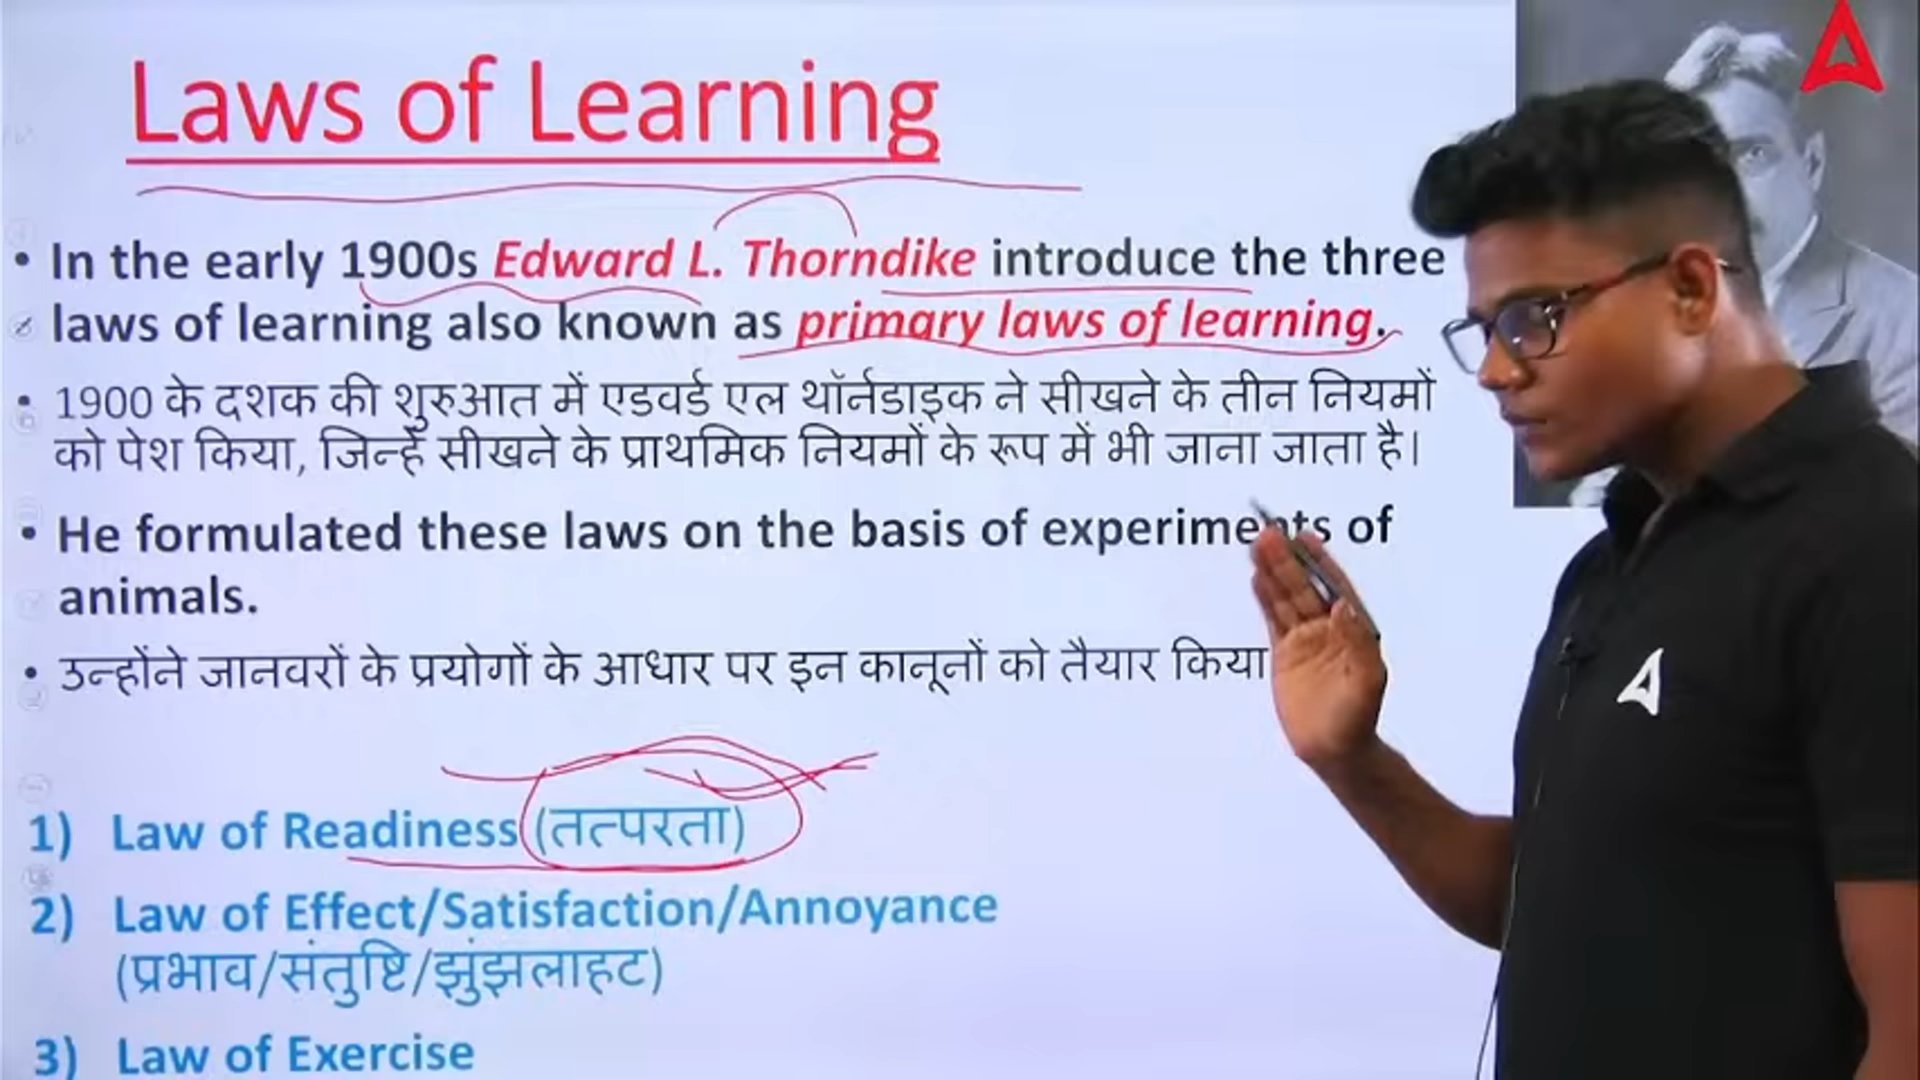 Laws of Learning
• In the early 1900s Edward L. Thorndike introduce the three
laws of learning also known as primary laws of learning.
• 1900 के दशक की शुरुआत में एडवर्ड एल थॉर्नडाइक ने सीखने के तीन नियमों
को पेश किया, जिन्हें सीखने के प्राथमिक नियमों के रूप में भी जाना जाता है।
• He formulated these laws on the basis of experiments of
animals.
• उन्होंने जानवरों के प्रयोगों के आधार पर इन कानूनों को तैयार किया
1) Law of Readiness (तत्परता)
2) Law of Effect/Satisfaction/Annoyance
(प्रभाव/संतुष्टि/झुंझलाहट)
3) Law of Exercise